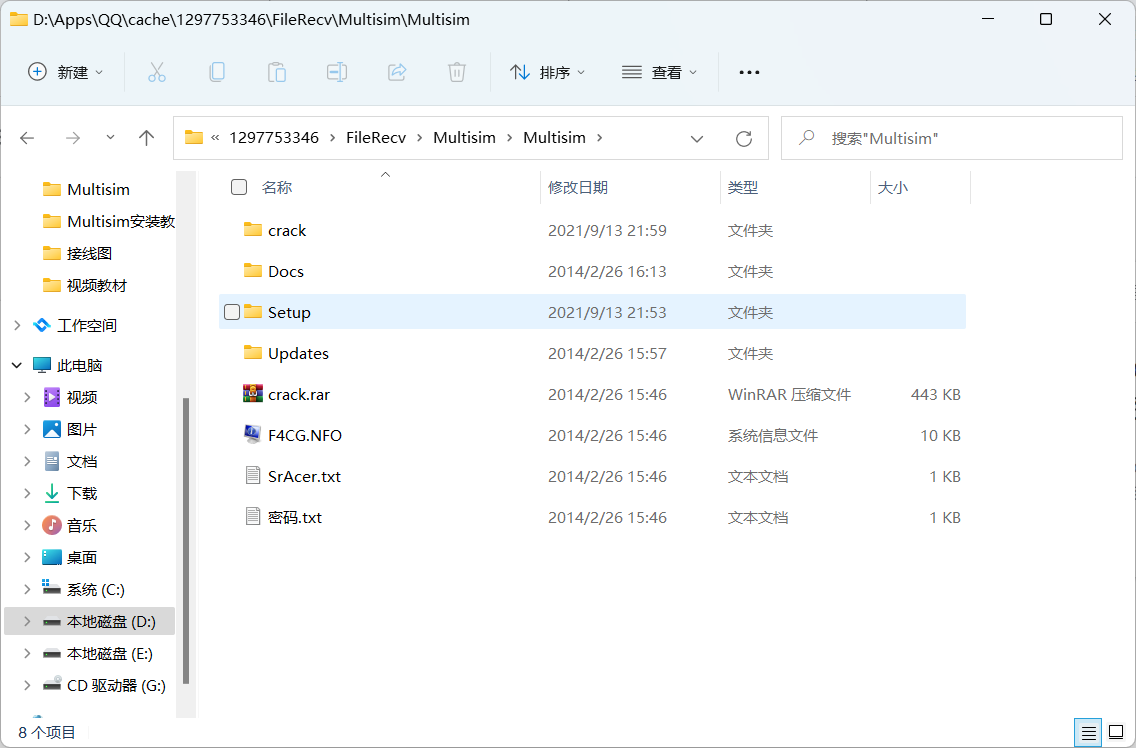 D:\Apps\QQ\cache\1297753346\FileRecv\Multisim\Multisim
新建
排序
查看
« 1297753346 › FileRecv › Multisim › Multisim ›
搜索"Multisim"
名称 修改日期 类型 大小
Multisim
Multisim安装教
接线图
视频教材
工作空间
此电脑
视频
图片
文档
下载
音乐
桌面
系统 (C:)
本地磁盘 (D:)
本地磁盘 (E:)
CD 驱动器 (G:)
crack 2021/9/13 21:59 文件夹
Docs 2014/2/26 16:13 文件夹
Setup 2021/9/13 21:53 文件夹
Updates 2014/2/26 15:57 文件夹
crack.rar 2014/2/26 15:46 WinRAR 压缩文件 443 KB
F4CG.NFO 2014/2/26 15:46 系统信息文件 10 KB
SrAcer.txt 2014/2/26 15:46 文本文档 1 KB
密码.txt 2014/2/26 15:46 文本文档 1 KB
8 个项目